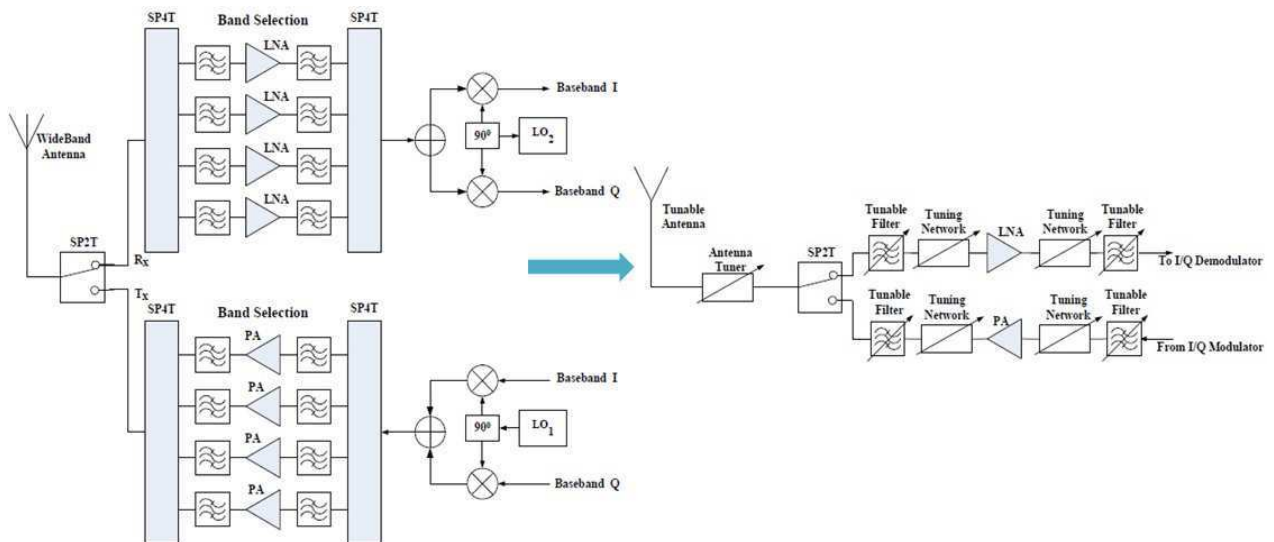 SP4T
Band Selection
SP4T
LNA
LNA
LNA
LNA
WideBand
Antenna
SP2T
Rx
Tx
Baseband I
90⁰
LO2
Baseband Q
SP4T
Band Selection
SP4T
PA
PA
PA
PA
Baseband I
90⁰
LO1
Baseband Q
Tunable
Antenna
Antenna
Tuner
SP2T
Tunable
Filter
Tuning
Network
LNA
Tuning
Network
Tunable
Filter
To I/Q Demodulator
Tunable
Filter
Tuning
Network
PA
Tuning
Network
Tunable
Filter
From I/Q Modulator